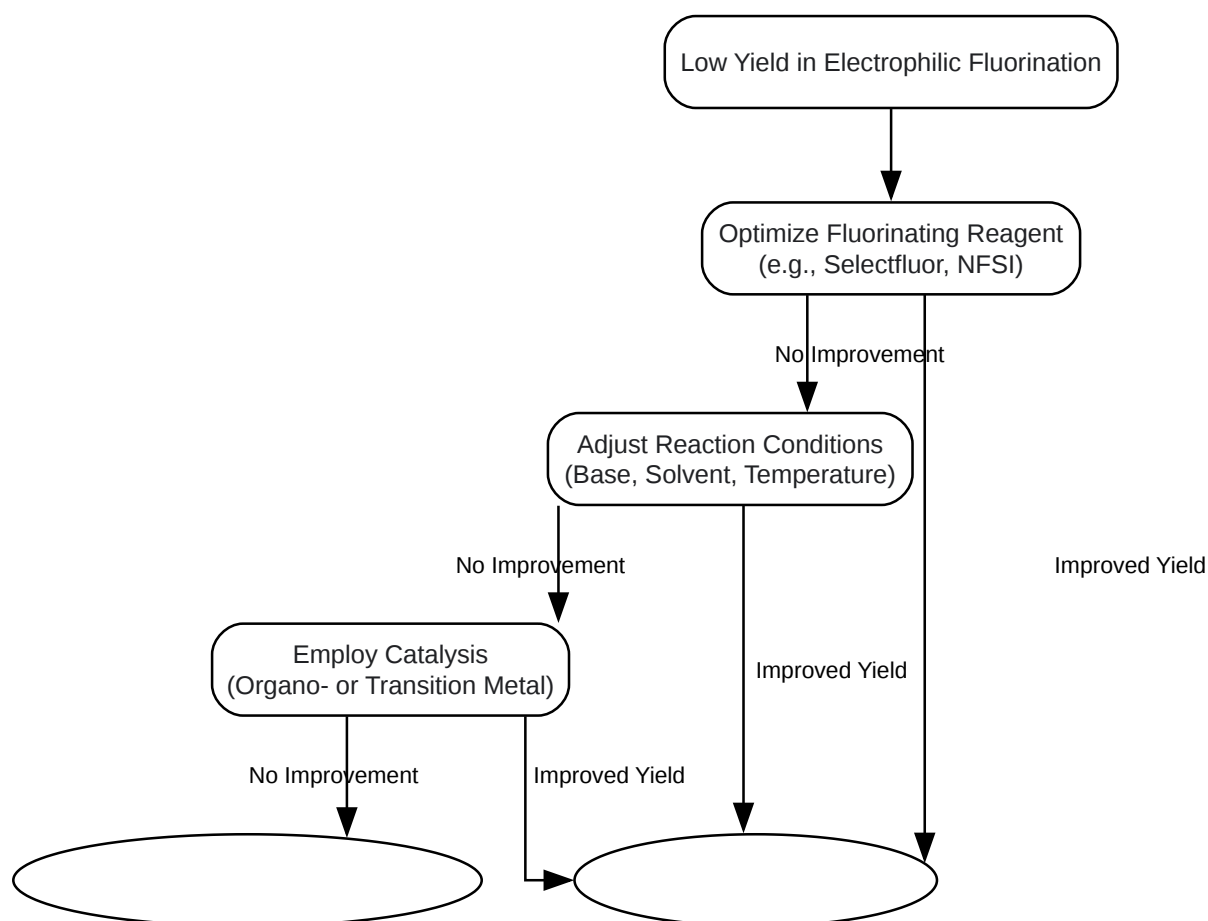 Low Yield in Electrophilic Fluorination
Optimize Fluorinating Reagent
(e.g., Selectfluor, NFSI)
No Improvement
Adjust Reaction Conditions
(Base, Solvent, Temperature)
No Improvement
Improved Yield
Employ Catalysis
(Organo- or Transition Metal)
Improved Yield
No Improvement
Improved Yield